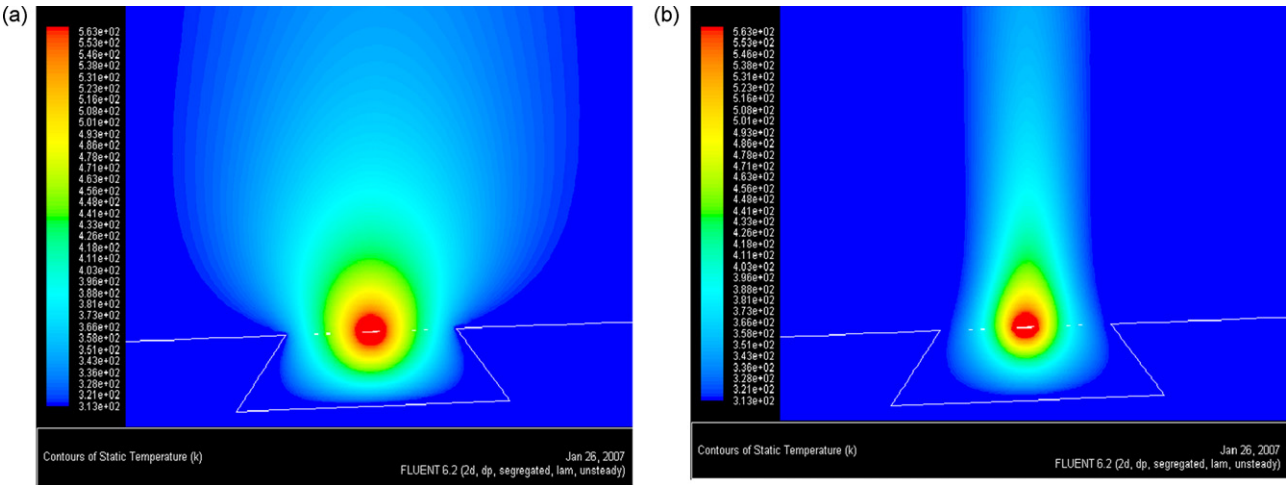 (a)
5.63e+02
5.53e+02
5.46e+02
5.38e+02
5.31e+02
5.23e+02
5.16e+02
5.08e+02
5.01e+02
4.93e+02
4.86e+02
4.78e+02
4.71e+02
4.63e+02
4.56e+02
4.48e+02
4.41e+02
4.33e+02
4.26e+02
4.18e+02
4.11e+02
4.03e+02
3.96e+02
3.88e+02
3.81e+02
3.73e+02
3.66e+02
3.58e+02
3.51e+02
3.43e+02
3.36e+02
3.28e+02
3.21e+02
3.13e+02
Contours of Static Temperature (k)
Jan 26, 2007
FLUENT 6.2 (2d, dp, segregated, lam, unsteady)
(b)
5.63e+02
5.53e+02
5.46e+02
5.38e+02
5.31e+02
5.23e+02
5.16e+02
5.08e+02
5.01e+02
4.93e+02
4.86e+02
4.78e+02
4.71e+02
4.63e+02
4.56e+02
4.48e+02
4.41e+02
4.33e+02
4.26e+02
4.18e+02
4.11e+02
4.03e+02
3.96e+02
3.88e+02
3.81e+02
3.73e+02
3.66e+02
3.58e+02
3.51e+02
3.43e+02
3.36e+02
3.28e+02
3.21e+02
3.13e+02
Contours of Static Temperature (k)
Jan 26, 2007
FLUENT 6.2 (2d, dp, segregated, lam, unsteady)